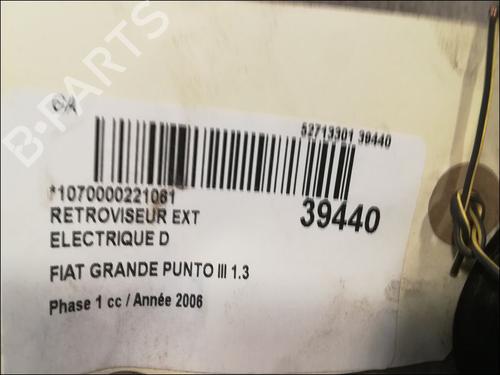 GA
B-PARTS
52713301 39440
*1070000221061
RETROVISEUR EXT
ELECTRIQUE D
39440
FIAT GRANDE PUNTO III 1.3
Phase 1 cc / Année 2006